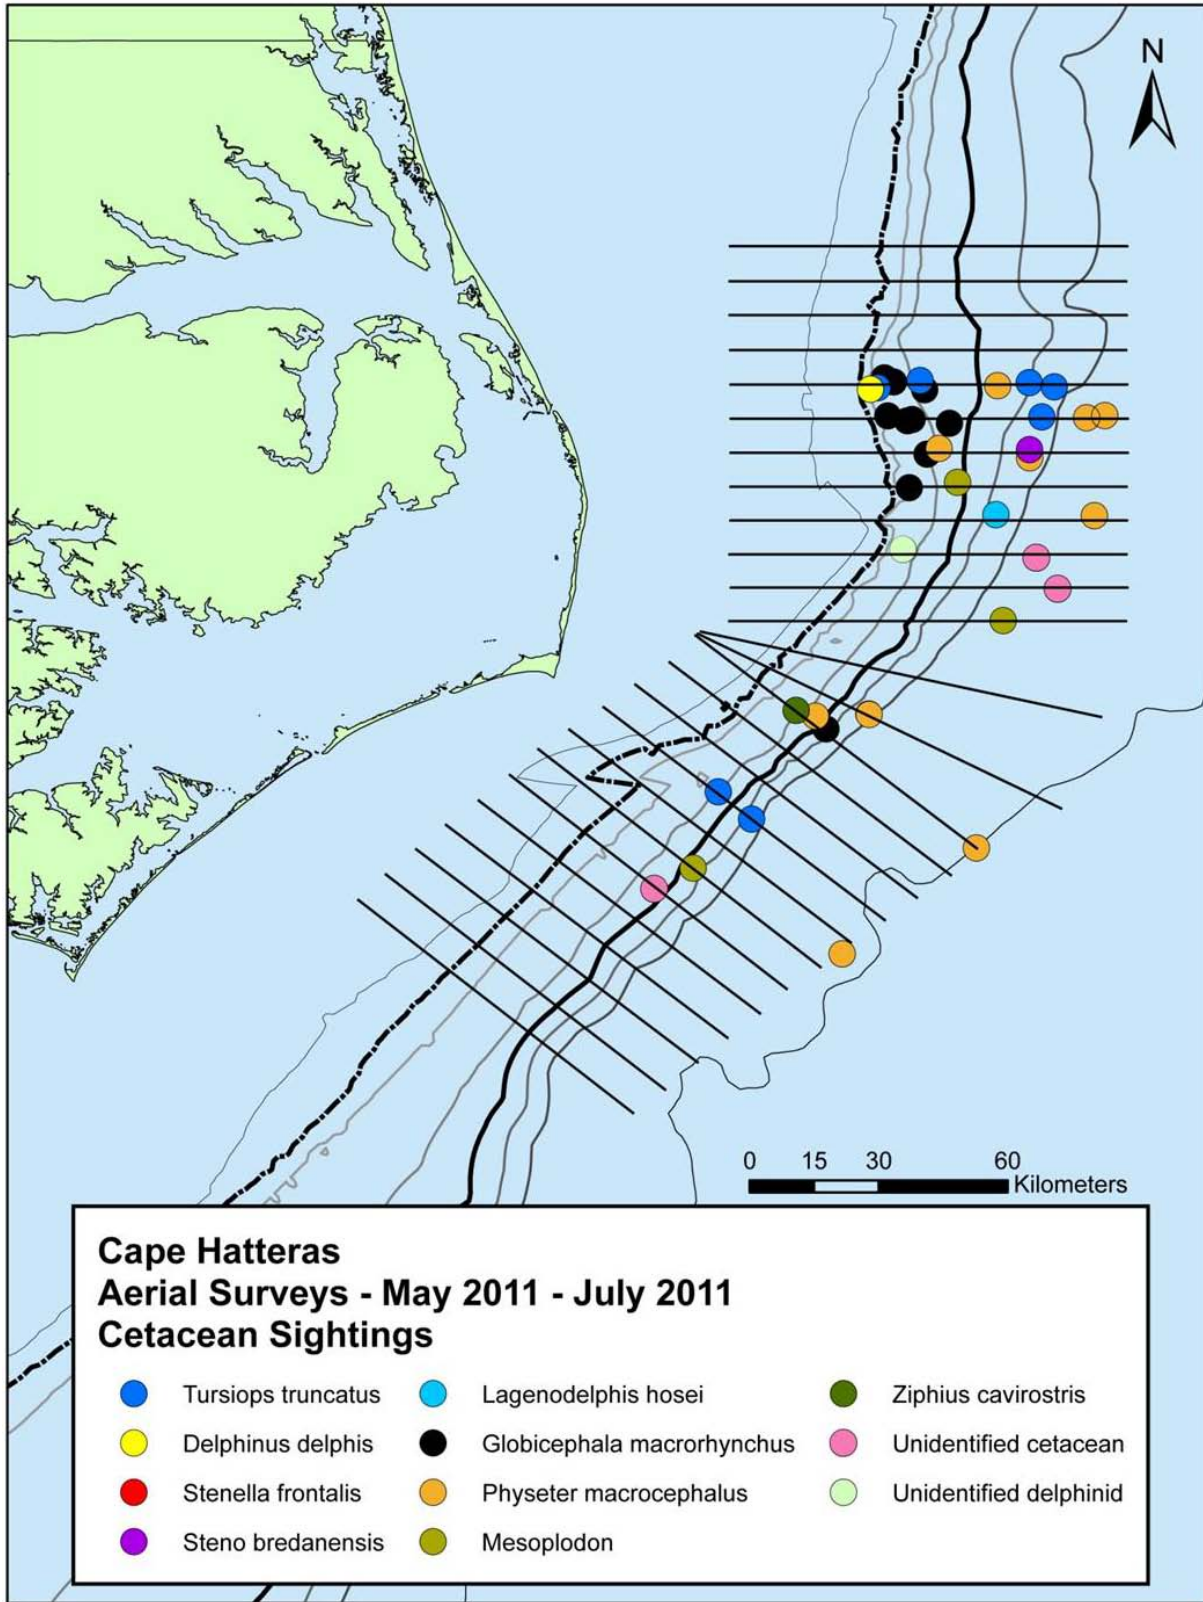 N
0 15 30 60
Kilometers
Cape Hatteras
Aerial Surveys - May 2011 - July 2011
Cetacean Sightings
Tursiops truncatus Lagenodelphis hosei Ziphius cavirostris
Delphinus delphis Globicephala macrorhynchus Unidentified cetacean
Stenella frontalis Physeter macrocephalus Unidentified delphinid
Steno bredanensis Mesoplodon